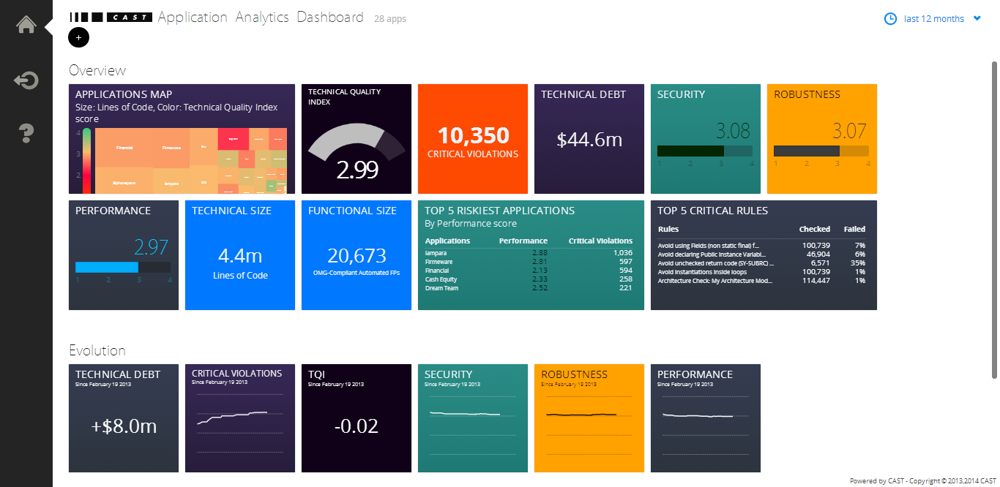 CAST Application Analytics Dashboard 28 apps
last 12 months
+
Overview
APPLICATIONS MAP
Size: Lines of Code, Color: Technical Quality Index
score
4
3
2
Financial
Firmeware
Siphonapera
Iampara
TECHNICAL QUALITY
INDEX
2.99
10,350
CRITICAL VIOLATIONS
TECHNICAL DEBT
$44.6m
SECURITY
3.08
1 2 3 4
ROBUSTNESS
3.07
1 2 3 4
PERFORMANCE
2.97
1 2 3 4
TECHNICAL SIZE
4.4m
Lines of Code
FUNCTIONAL SIZE
20,673
OMG-Compliant Automated FPs
TOP 5 RISKIEST APPLICATIONS
By Performance score
Applications Performance Critical Violations
Iampara 2.88 1,036
Firmeware 2.81 597
Financial 2.13 594
Cash Equity 2.33 258
Dream Team 2.52 221
TOP 5 CRITICAL RULES
Rules Checked Failed
Avoid using Fields (non static final) f... 100,739 7%
Avoid declaring Public Instance Variabl... 46,904 6%
Avoid unchecked return code (SY-SUBRC) ... 6,571 35%
Avoid instantiations inside loops 100,739 1%
Architecture Check: My Architecture Mod... 114,447 1%
Evolution
TECHNICAL DEBT
Since February 19 2013
+$8.0m
CRITICAL VIOLATIONS
Since February 19 2013
TQI
Since February 19 2013
-0.02
SECURITY
Since February 19 2013
ROBUSTNESS
Since February 19 2013
PERFORMANCE
Since February 19 2013
Powered by CAST - Copyright © 2013,2014 CAST